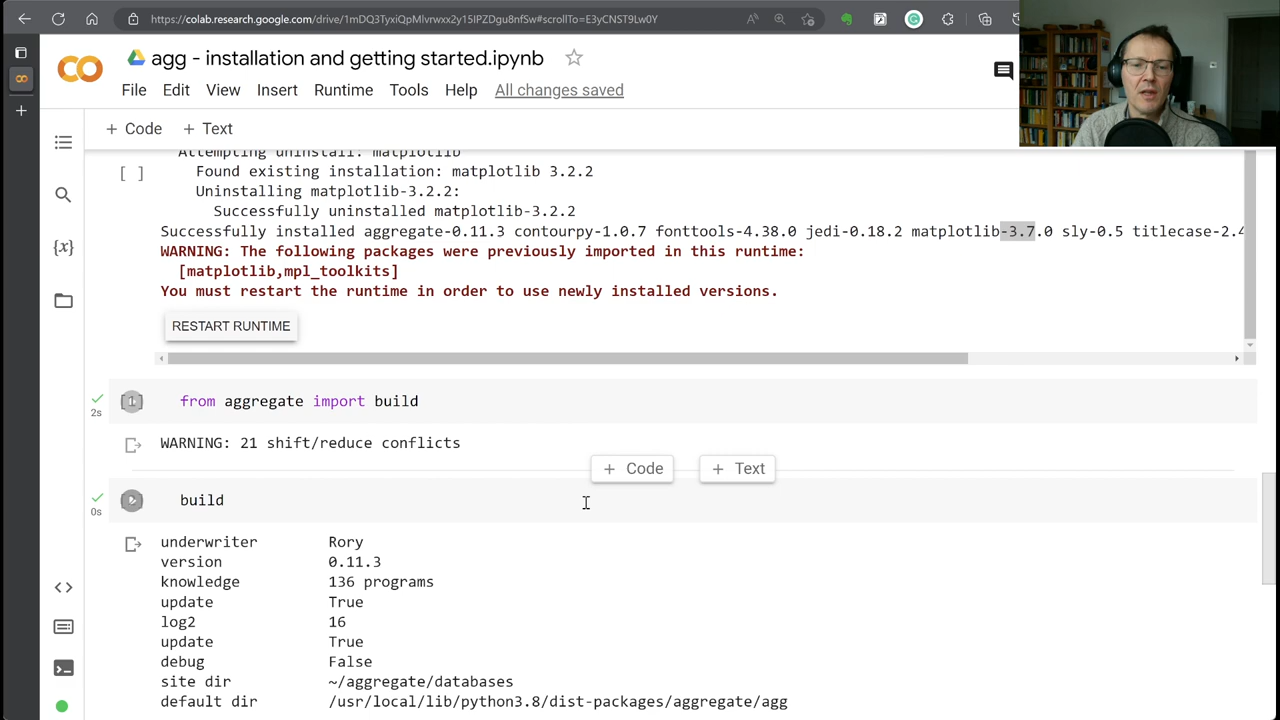 https://colab.research.google.com/drive/1mDQ3TyxiQpMlvrwxx2y15IPZDgu8nfSw#scrollTo=E3yCNST9Lw0Y
agg - installation and getting started.ipynb
File Edit View Insert Runtime Tools Help All changes saved
+ Code + Text
Attempting uninstall: matplotlib
[ ] Found existing installation: matplotlib 3.2.2
Uninstalling matplotlib-3.2.2:
Successfully uninstalled matplotlib-3.2.2
Successfully installed aggregate-0.11.3 contourpy-1.0.7 fonttools-4.38.0 jedi-0.18.2 matplotlib-3.7.0 sly-0.5 titlecase-2.4
WARNING: The following packages were previously imported in this runtime:
[matplotlib,mpl_toolkits]
You must restart the runtime in order to use newly installed versions.
RESTART RUNTIME
[1] from aggregate import build
2s
WARNING: 21 shift/reduce conflicts
+ Code + Text
[2] build
0s
underwriter Rory
version 0.11.3
knowledge 136 programs
update True
log2 16
update True
debug False
site dir ~/aggregate/databases
default dir /usr/local/lib/python3.8/dist-packages/aggregate/agg